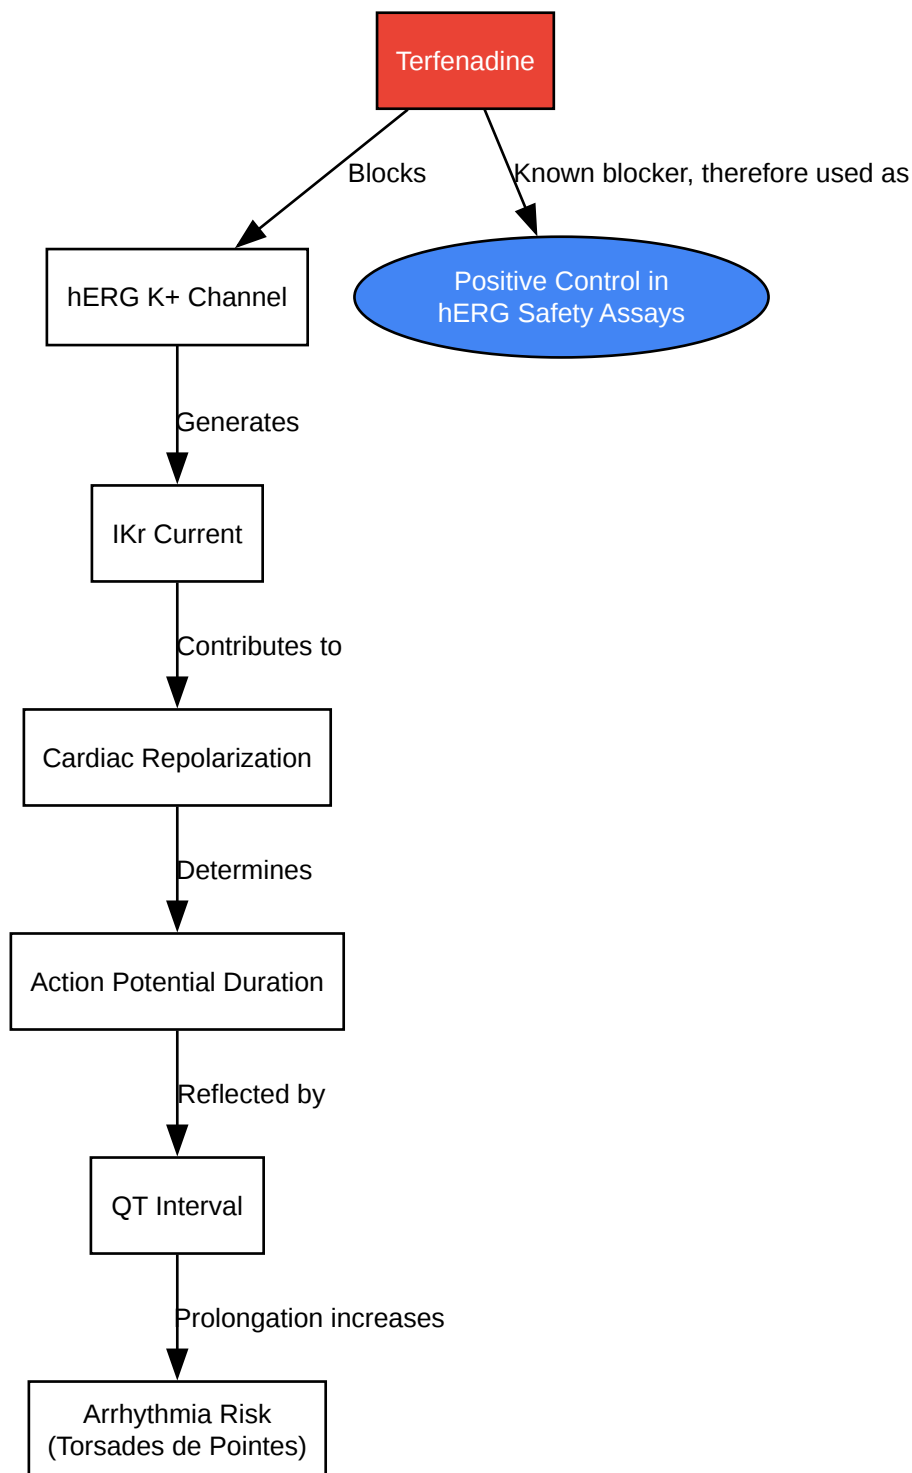 Terfenadine
Blocks
Known blocker, therefore used as
hERG K+ Channel
Positive Control in
hERG Safety Assays
Generates
IKr Current
Contributes to
Cardiac Repolarization
Determines
Action Potential Duration
Reflected by
QT Interval
Prolongation increases
Arrhythmia Risk
(Torsades de Pointes)